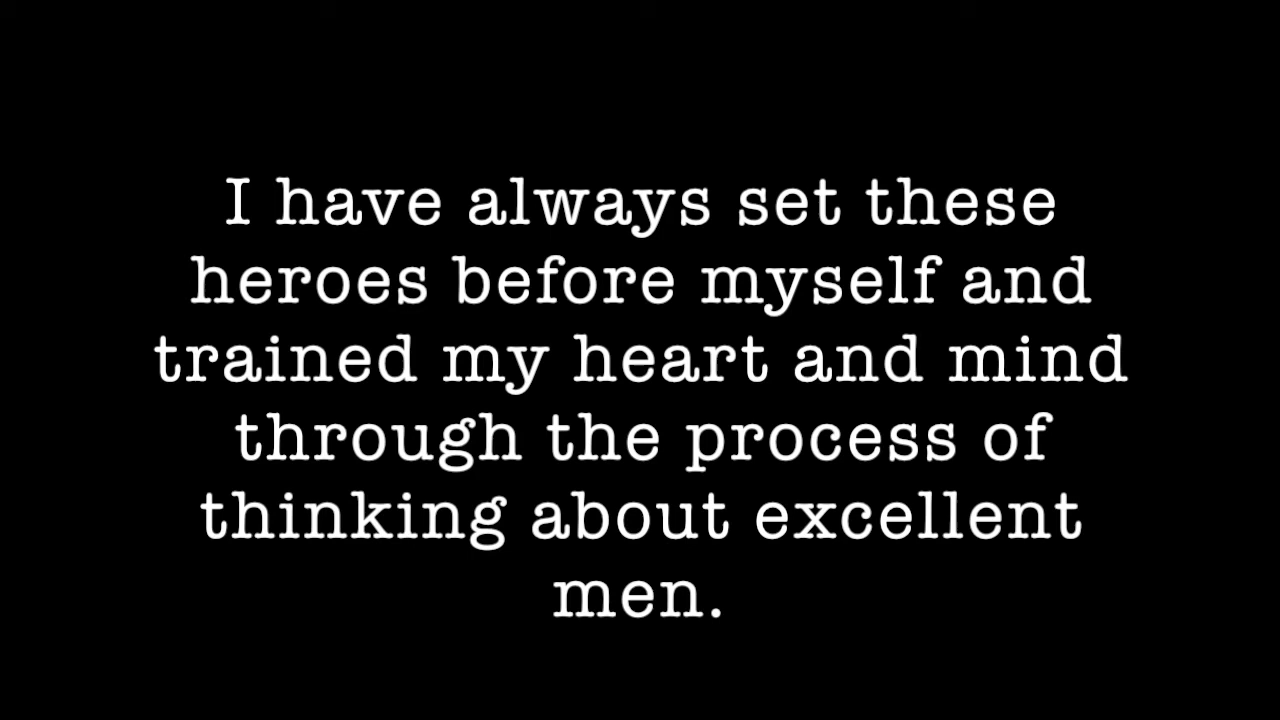 I have always set these
heroes before myself and
trained my heart and mind
through the process of
thinking about excellent
men.